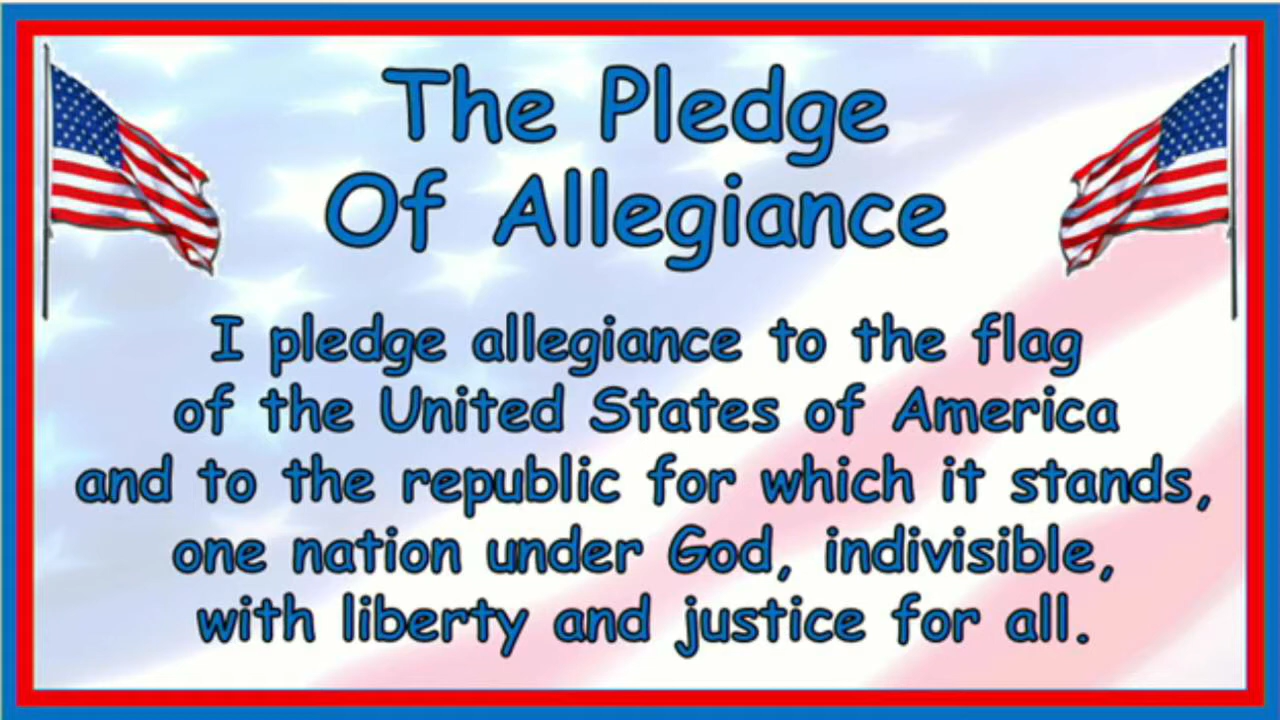 The Pledge
Of Allegiance
I pledge allegiance to the flag
of the United States of America
and to the republic for which it stands,
one nation under God, indivisible,
with liberty and justice for all.